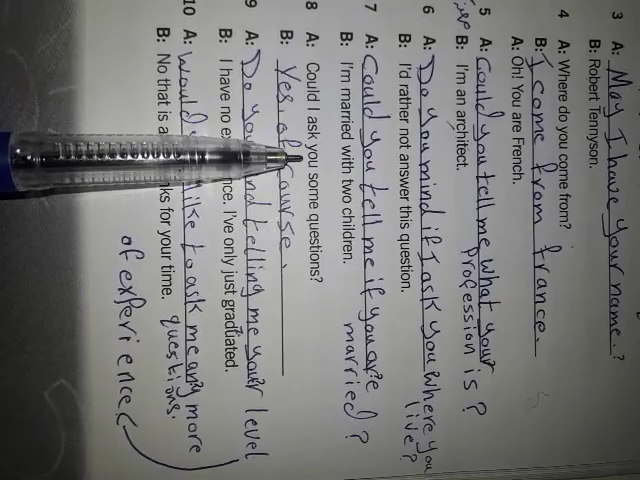 3 A: May I have your name.?
B: Robert Tennyson.
4 A: Where do you come from?
B: I come from france.
A: Oh! You are French.
5 A: Could you tell me what your
profession is?
B: I'm an architect.
6 A: Do you mind if I ask you where you
live?
B: I'd rather not answer this question.
7 A: Could you tell me if you are
married?
B: I'm married with two children.
8 A: Could I ask you some questions?
B: Yes, of course.
9 A: Do you telling me your level
of experience
B: I have no I've only just graduated.
10 A: Would like to ask me any more
questions.
B: No that is for your time.